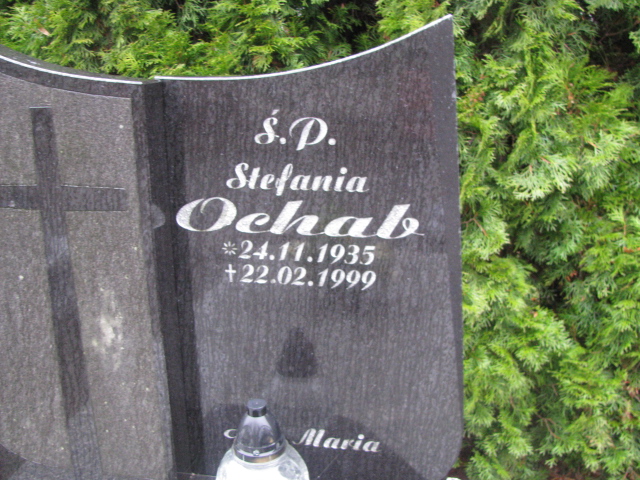 Ś.P.
Stefania
Ochab
*24.11.1935
†22.02.1999
Maria